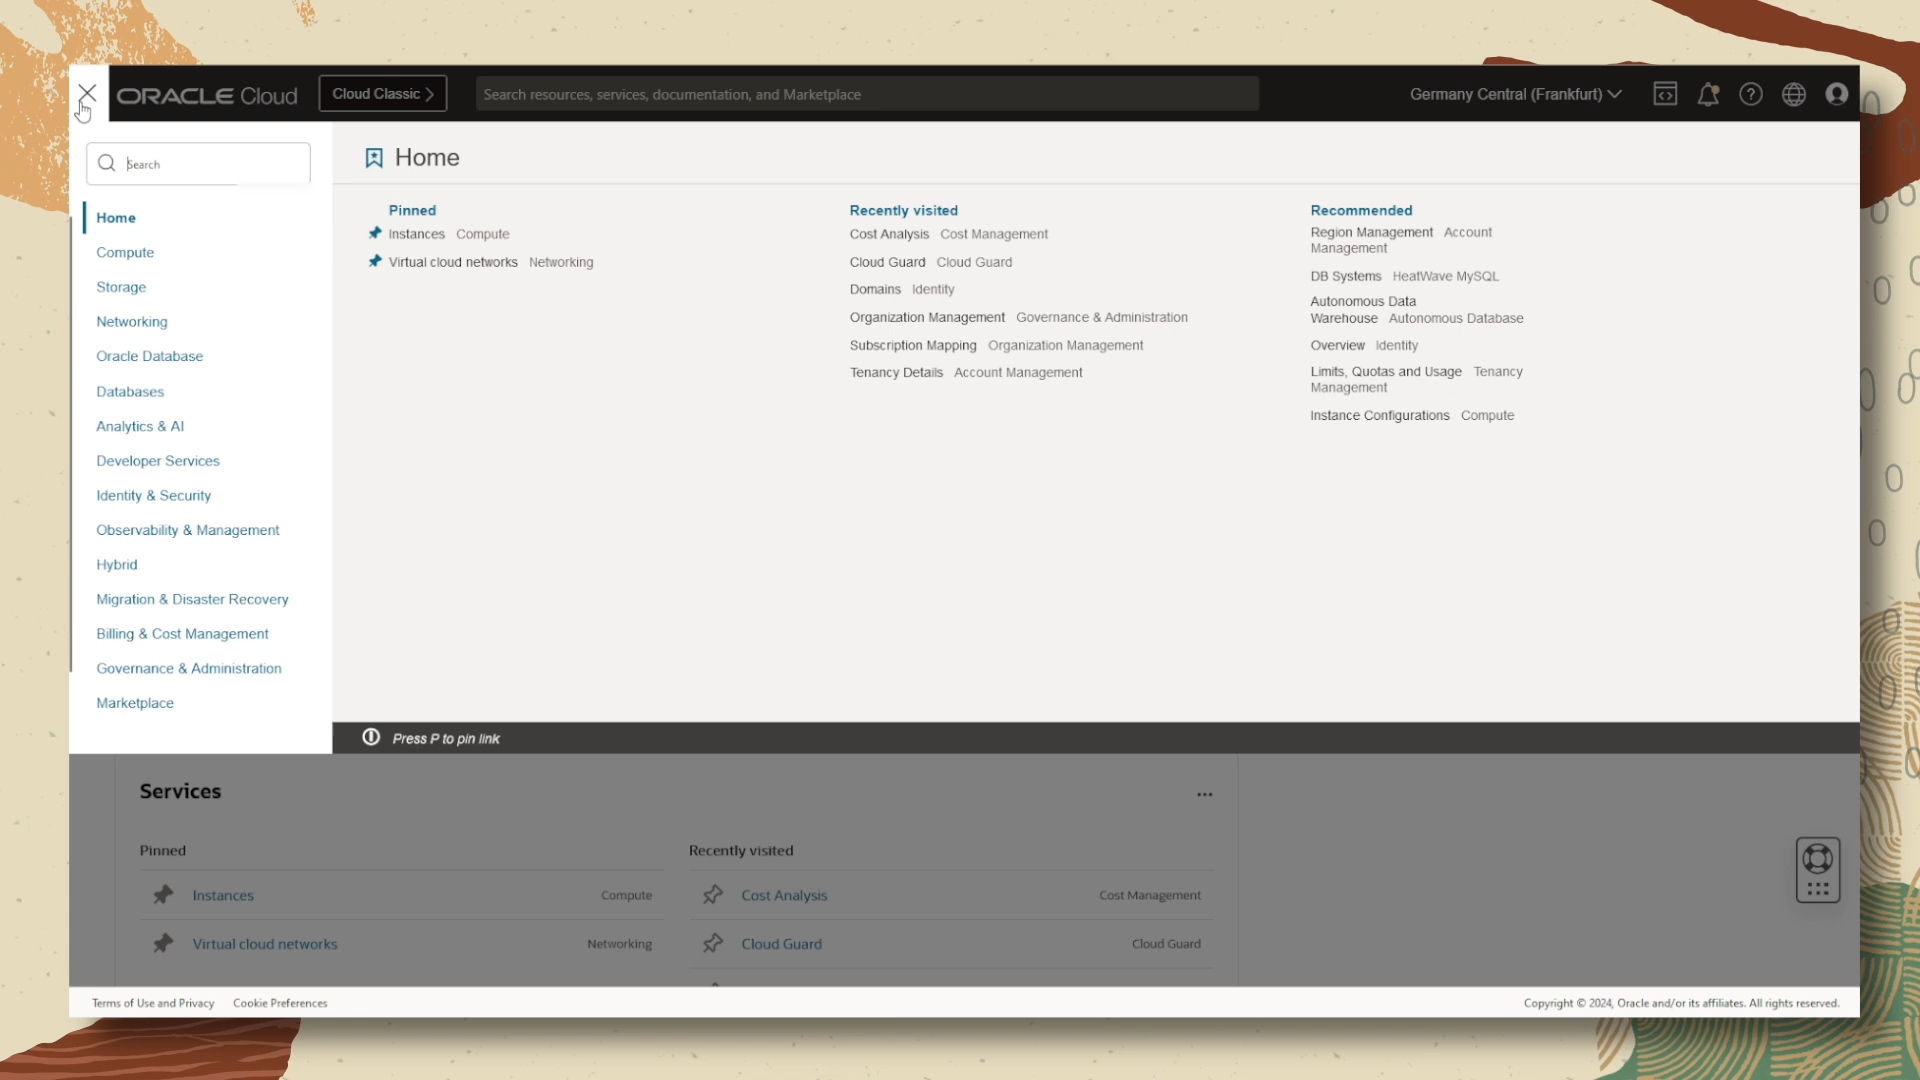 ORACLE Cloud
Cloud Classic
Search resources, services, documentation, and Marketplace
Germany Central (Frankfurt)
Search
Home
Compute
Storage
Networking
Oracle Database
Databases
Analytics & AI
Developer Services
Identity & Security
Observability & Management
Hybrid
Migration & Disaster Recovery
Billing & Cost Management
Governance & Administration
Marketplace
Home
Pinned
Instances Compute
Virtual cloud networks Networking
Recently visited
Cost Analysis Cost Management
Cloud Guard Cloud Guard
Domains Identity
Organization Management Governance & Administration
Subscription Mapping Organization Management
Tenancy Details Account Management
Recommended
Region Management Account
Management
DB Systems HeatWave MySQL
Autonomous Data
Warehouse Autonomous Database
Overview Identity
Limits, Quotas and Usage Tenancy
Management
Instance Configurations Compute
Press P to pin link
Services
Pinned
Instances Compute
Virtual cloud networks Networking
Recently visited
Cost Analysis Cost Management
Cloud Guard Cloud Guard
Terms of Use and Privacy Cookie Preferences
Copyright © 2024, Oracle and/or its affiliates. All rights reserved.